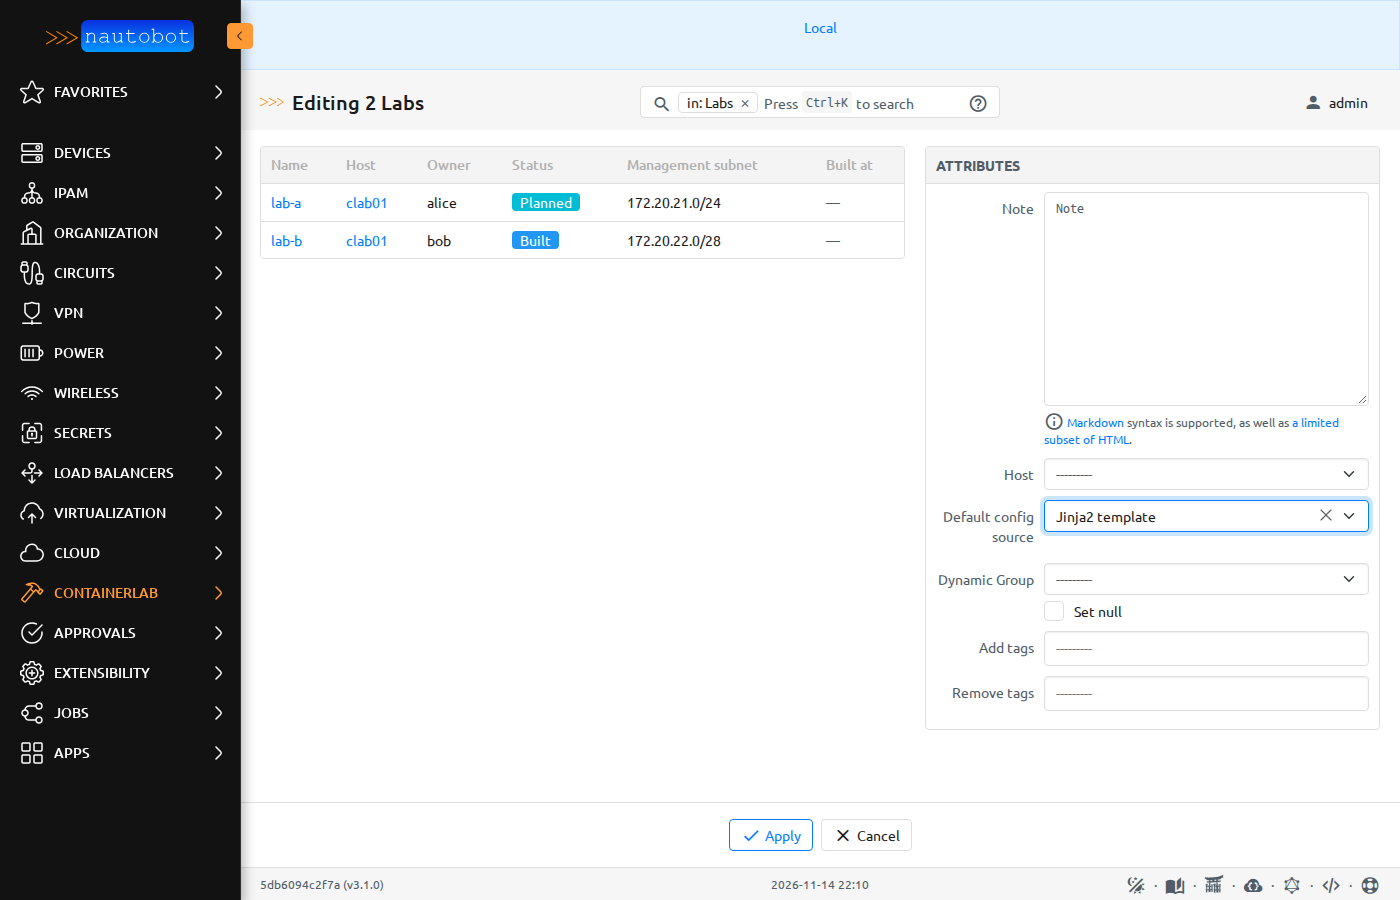 >>> nautobot
FAVORITES
DEVICES
IPAM
ORGANIZATION
CIRCUITS
VPN
POWER
WIRELESS
SECRETS
LOAD BALANCERS
VIRTUALIZATION
CLOUD
CONTAINERLAB
APPROVALS
EXTENSIBILITY
JOBS
APPS
Local
>>> Editing 2 Labs
in: Labs × Press Ctrl+K to search
admin
Name Host Owner Status Management subnet Built at
lab-a clab01 alice Planned 172.20.21.0/24 —
lab-b clab01 bob Built 172.20.22.0/28 —
ATTRIBUTES
Note
Note
Markdown syntax is supported, as well as a limited
subset of HTML.
Host ---------
Default config
source
Jinja2 template
Dynamic Group ---------
Set null
Add tags ---------
Remove tags ---------
Apply
Cancel
5db6094c2f7a (v3.1.0)
2026-11-14 22:10